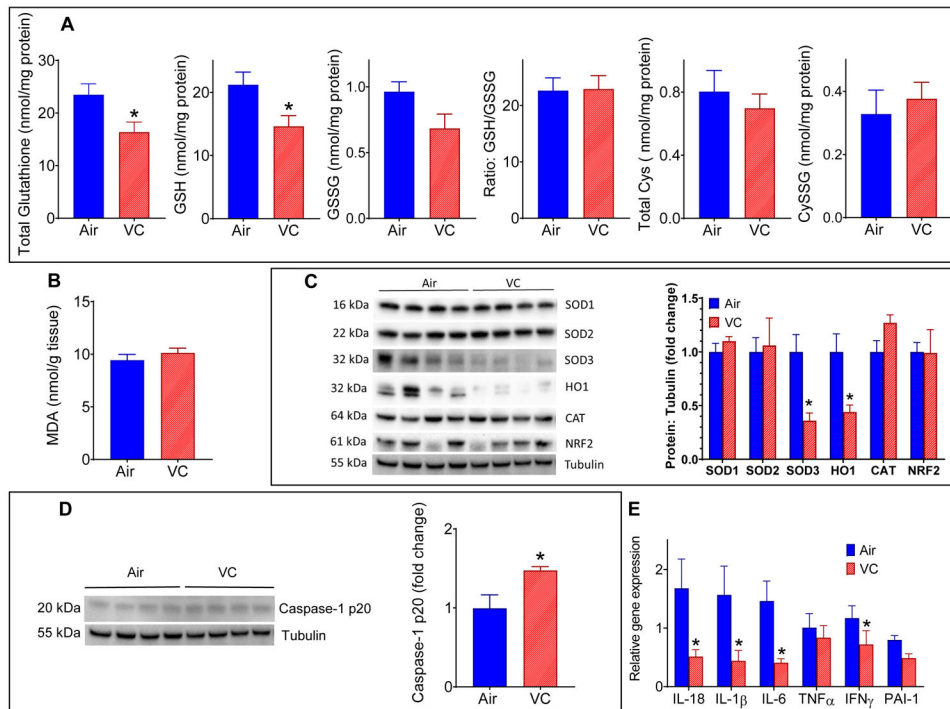 A
Total Glutathione (nmol/mg protein)
30
20
10
0
*
Air VC
GSH (nmol/mg protein)
20
10
0
*
Air VC
GSSG (nmol/mg protein)
1.0
0.5
0.0
Air VC
Ratio: GSH/GSSG
20
10
0
Air VC
Total Cys ( nmol/mg protein)
0.8
0.4
0.0
Air VC
CySSG (nmol/mg protein)
0.4
0.2
0.0
Air VC
B
MDA (nmol/g tissue)
15
10
5
0
Air VC
C
Air VC
16 kDa SOD1
22 kDa SOD2
32 kDa SOD3
32 kDa HO1
64 kDa CAT
61 kDa NRF2
55 kDa Tubulin
Protein: Tubulin (fold change)
1.5
1.0
0.5
0.0
Air
VC
* *
SOD1 SOD2 SOD3 HO1 CAT NRF2
D
Air VC
20 kDa Caspase-1 p20
55 kDa Tubulin
Caspase-1 p20 (fold change)
2
1
0
*
Air VC
E
Relative gene expression
2
1
0
Air
VC
* * * *
IL-18 IL-1β IL-6 TNFα IFNγ PAI-1